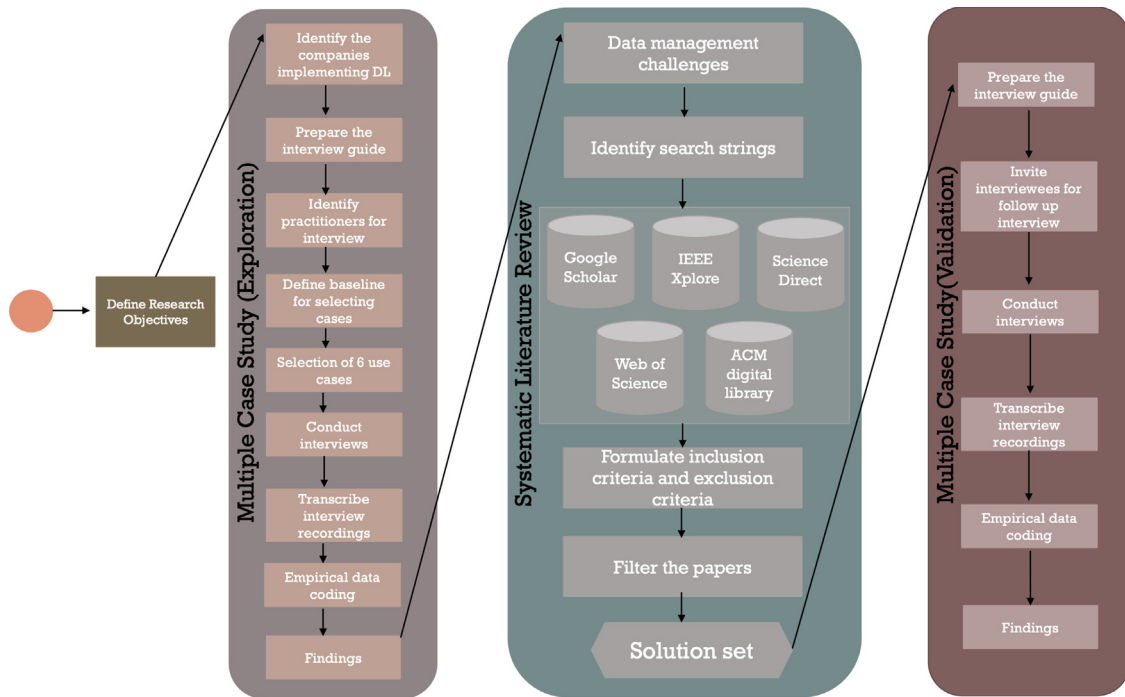 Define Research
Objectives
Multiple Case Study (Exploration)
Identify the
companies
implementing DL
Prepare the
interview guide
Identify
practitioners for
interview
Define baseline
for selecting
cases
Selection of 6 use
cases
Conduct
interviews
Transcribe
interview
recordings
Empirical data
coding
Findings
Systematic Literature Review
Data management
challenges
Identify search strings
Google
Scholar
IEEE
Xplore
Science
Direct
Web of
Science
ACM
digital
library
Formulate inclusion
criteria and exclusion
criteria
Filter the papers
Solution set
Multiple Case Study(Validation)
Prepare the
interview guide
Invite
interviewees for
follow up
interview
Conduct
interviews
Transcribe
interview
recordings
Empirical data
coding
Findings